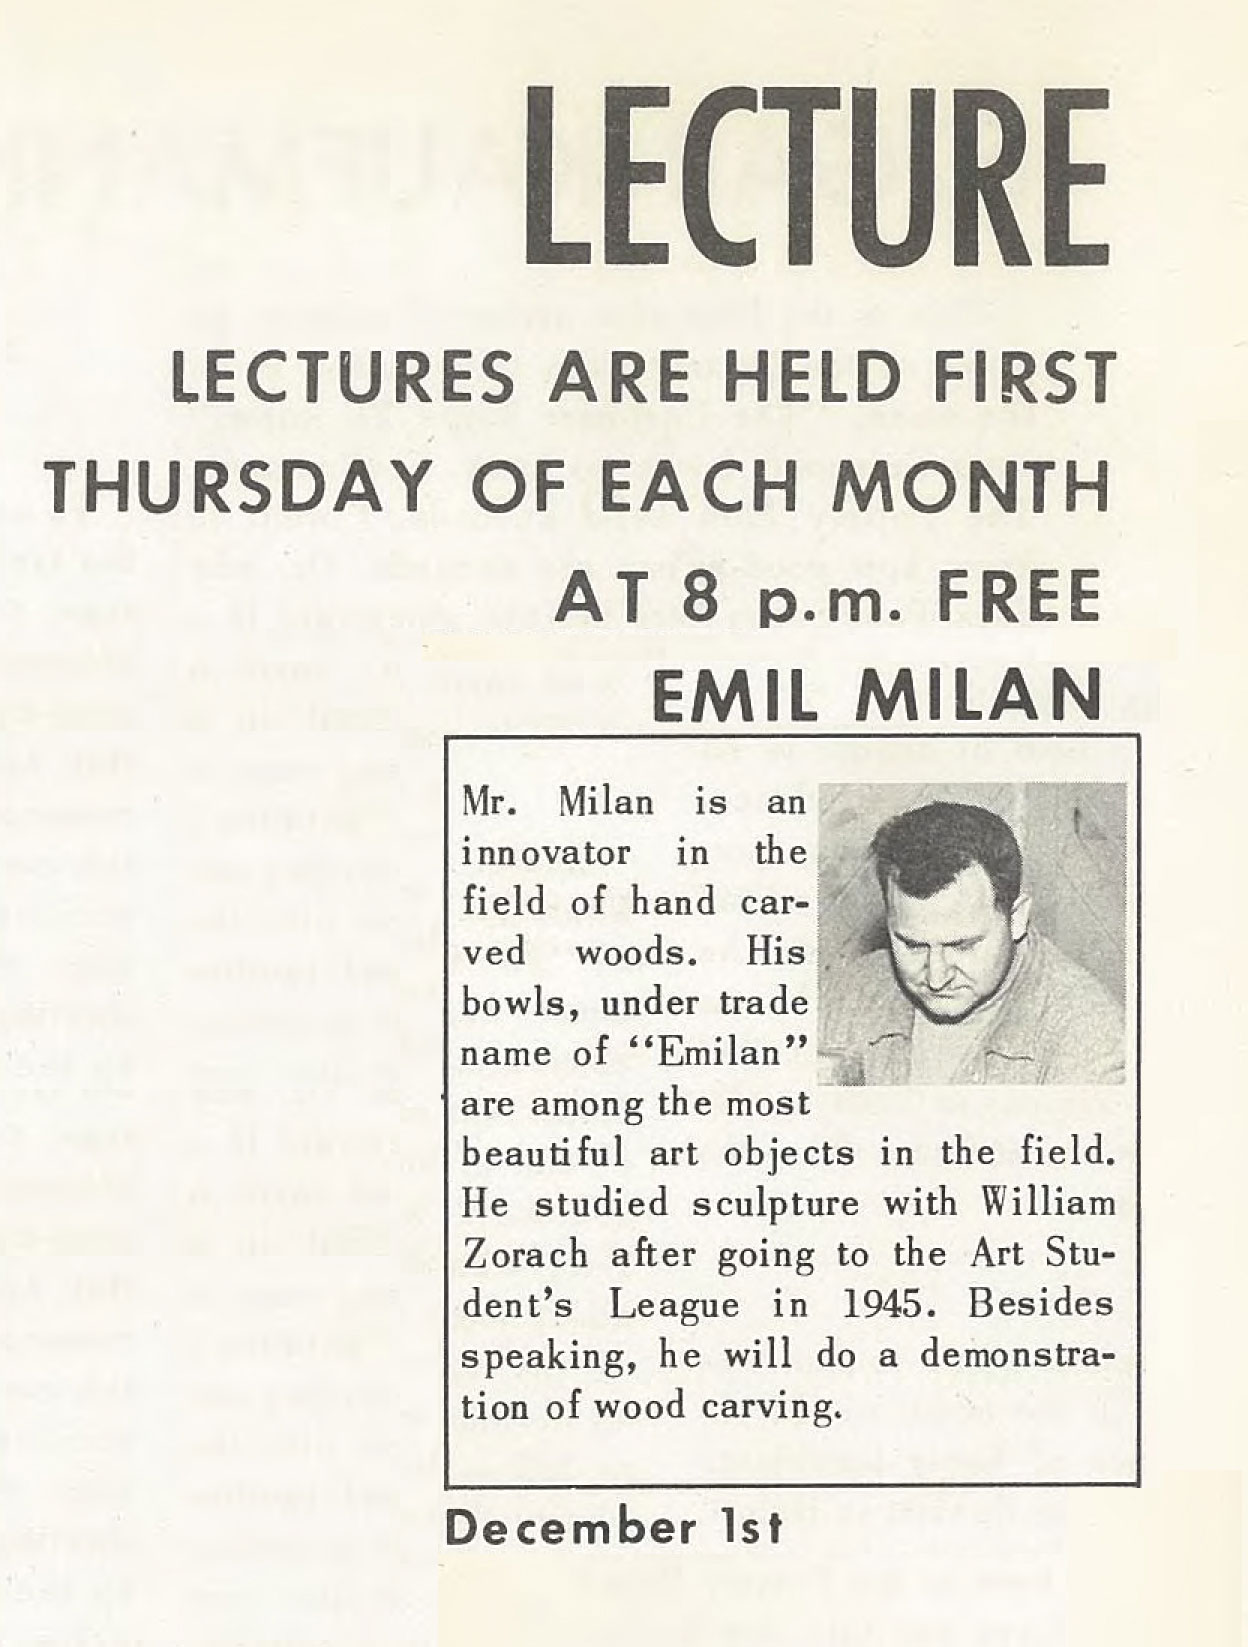 LECTURE
LECTURES ARE HELD FIRST
THURSDAY OF EACH MONTH
AT 8 p.m. FREE
EMIL MILAN
Mr. Milan is an
innovator in the
field of hand car-
ved woods. His
bowls, under trade
name of “Emilan”
are among the most
beautiful art objects in the field.
He studied sculpture with William
Zorach after going to the Art Stu-
dent’s League in 1945. Besides
speaking, he will do a demonstra-
tion of wood carving.
December 1st